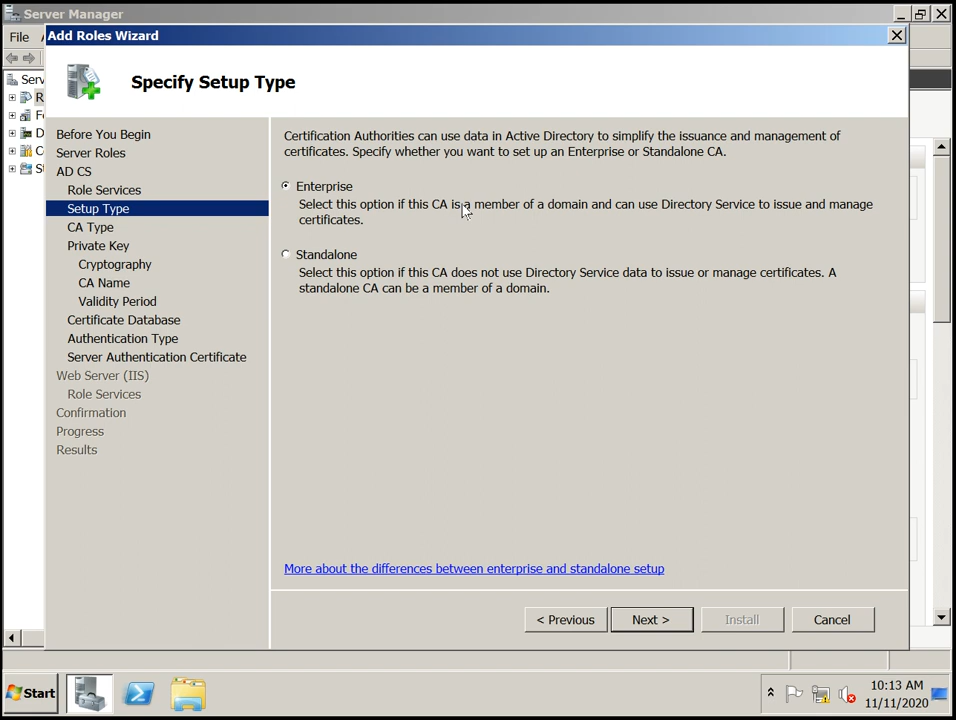 Server Manager
File
Add Roles Wizard
Specify Setup Type
Serv
R
Fe
D
C
St
Before You Begin
Server Roles
AD CS
Role Services
Setup Type
CA Type
Private Key
Cryptography
CA Name
Validity Period
Certificate Database
Authentication Type
Server Authentication Certificate
Web Server (IIS)
Role Services
Confirmation
Progress
Results
Certification Authorities can use data in Active Directory to simplify the issuance and management of
certificates. Specify whether you want to set up an Enterprise or Standalone CA.
Enterprise
Select this option if this CA is a member of a domain and can use Directory Service to issue and manage
certificates.
Standalone
Select this option if this CA does not use Directory Service data to issue or manage certificates. A
standalone CA can be a member of a domain.
More about the differences between enterprise and standalone setup
< Previous
Next >
Install
Cancel
Start
10:13 AM
11/11/2020